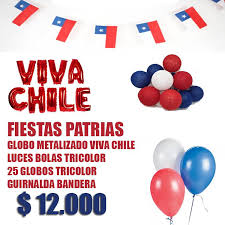 VIVA
CHILE
FIESTAS PATRIAS
GLOBO METALIZADO VIVA CHILE
LUCES BOLAS TRICOLOR
25 GLOBOS TRICOLOR
GUIRNALDA BANDERA
$ 12.000